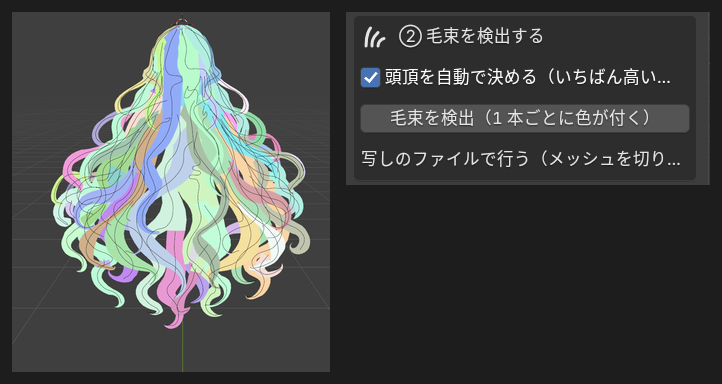 ② 毛束を検出する
頭頂を自動で決める（いちばん高い...
毛束を検出（1 本ごとに色が付く）
写しのファイルで行う（メッシュを切り...